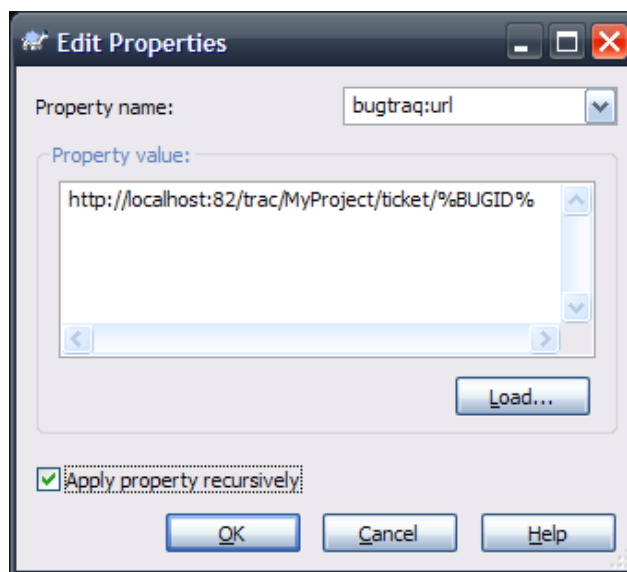 Edit Properties
Property name:
bugtraq:url
Property value:
http://localhost:82/trac/MyProject/ticket/%BUGID%
Load...
Apply property recursively
OK
Cancel
Help